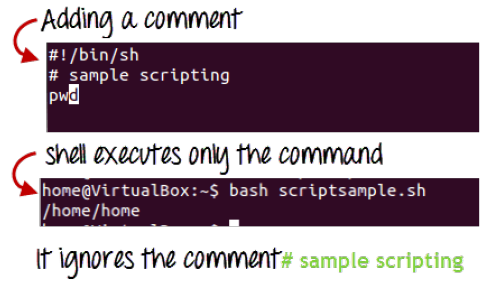 Adding a comment
#!/bin/sh
# sample scripting
pwd
shell executes only the command
home@VirtualBox:~$ bash scriptsample.sh
/home/home
It ignores the comment# sample scripting